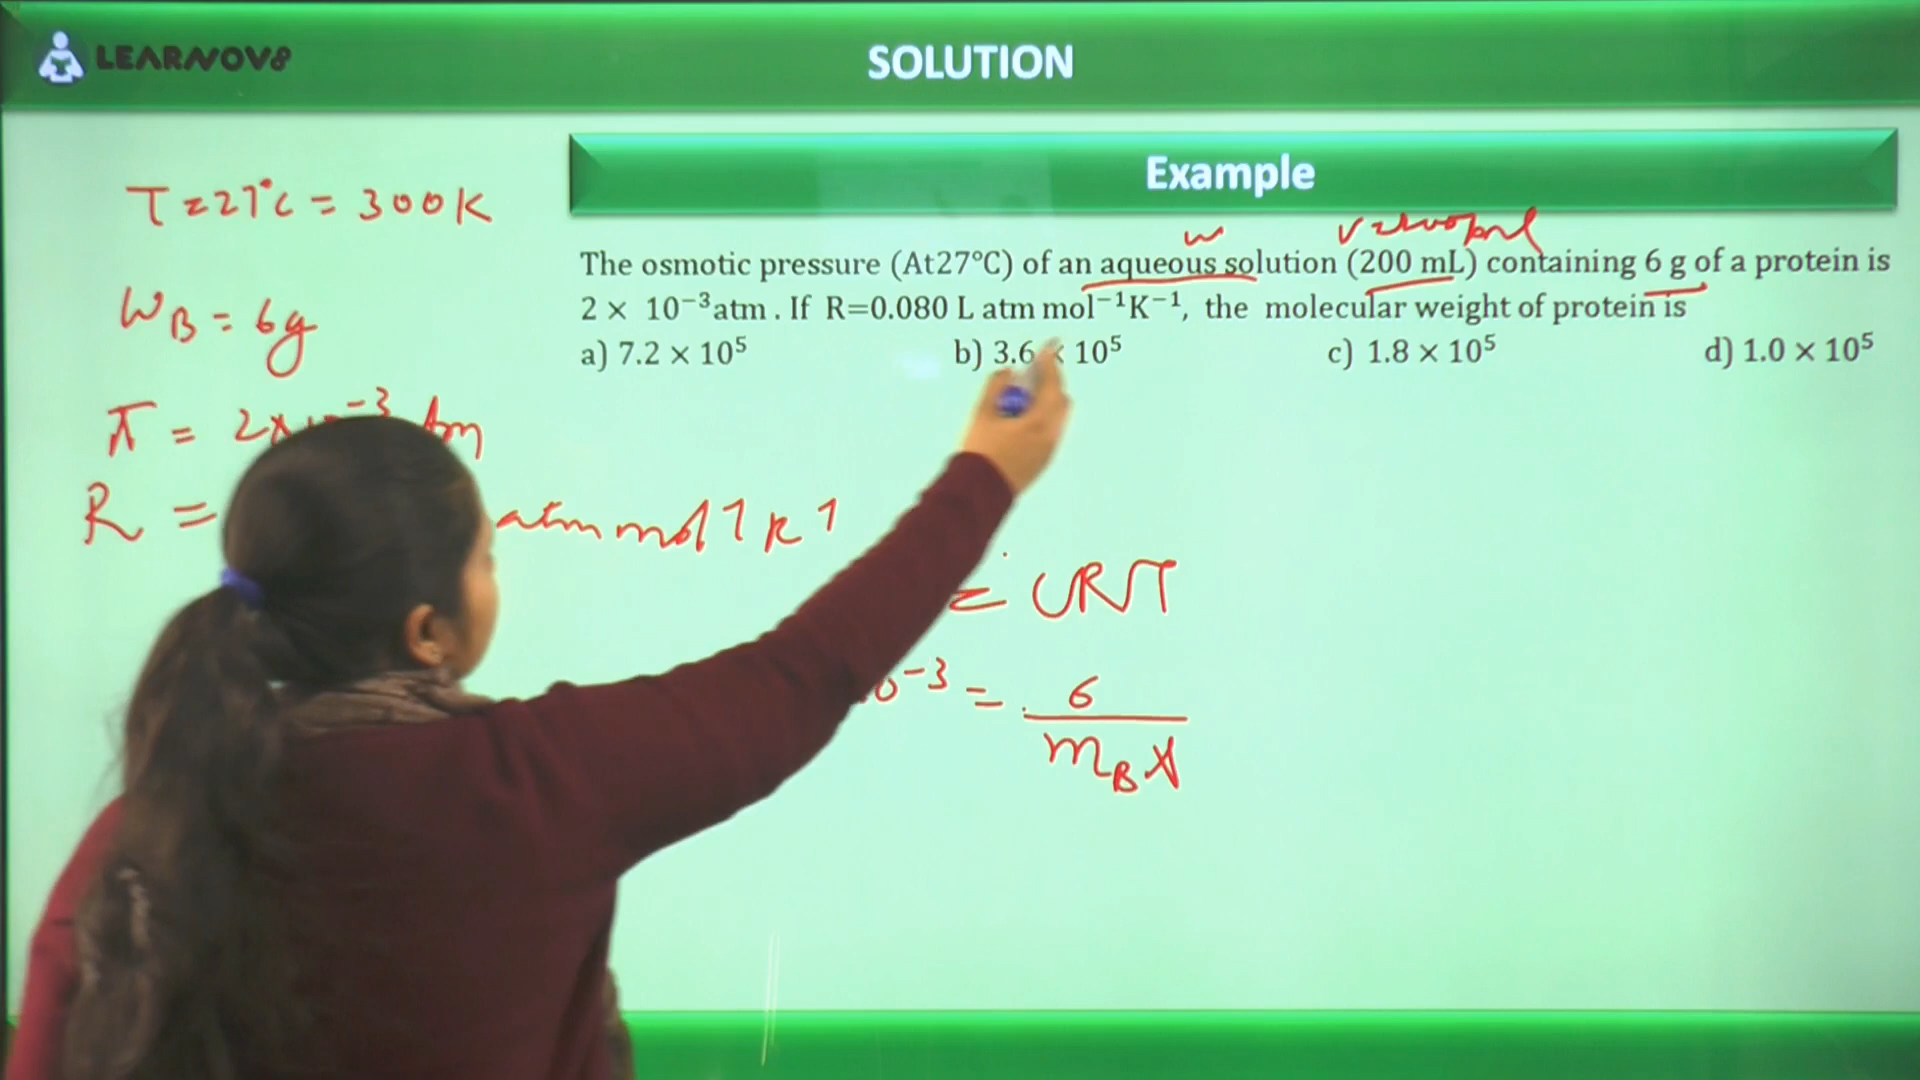 LEARNOV8
SOLUTION
Example
The osmotic pressure (At27°C) of an aqueous solution (200 mL) containing 6 g of a protein is
2 × 10⁻³atm . If R=0.080 L atm mol⁻¹K⁻¹, the molecular weight of protein is
a) 7.2 × 10⁵ b) 3.6 × 10⁵ c) 1.8 × 10⁵ d) 1.0 × 10⁵
T = 27°C = 300K
W_B = 6g
π = 2× ⁻³ atm
R = atm mol⁻¹ K⁻¹
= CRT
⁻³ = 6
m_B ×